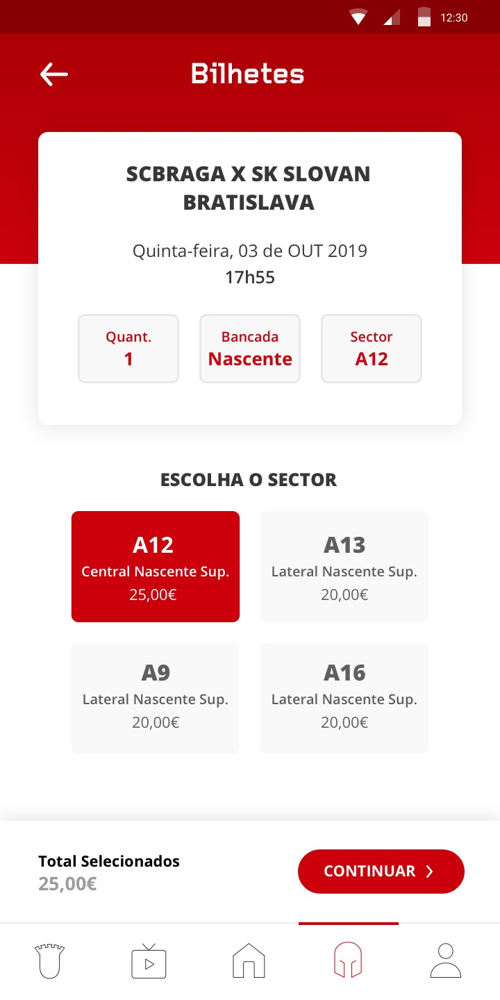 12:30
Bilhetes
SCBRAGA X SK SLOVAN
BRATISLAVA
Quinta-feira, 03 de OUT 2019
17h55
Quant.
1
Bancada
Nascente
Sector
A12
ESCOLHA O SECTOR
A12
Central Nascente Sup.
25,00€
A13
Lateral Nascente Sup.
20,00€
A9
Lateral Nascente Sup.
20,00€
A16
Lateral Nascente Sup.
20,00€
Total Selecionados
25,00€
CONTINUAR